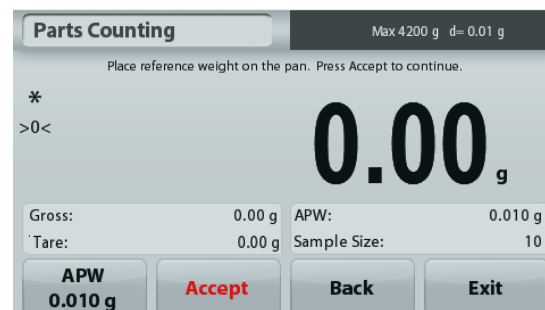 Parts Counting
Max 4200 g d= 0.01 g
Place reference weight on the pan. Press Accept to continue.
*
>0<
0.00 g
Gross: 0.00 g APW: 0.010 g
Tare: 0.00 g Sample Size: 10
APW
0.010 g
Accept
Back
Exit